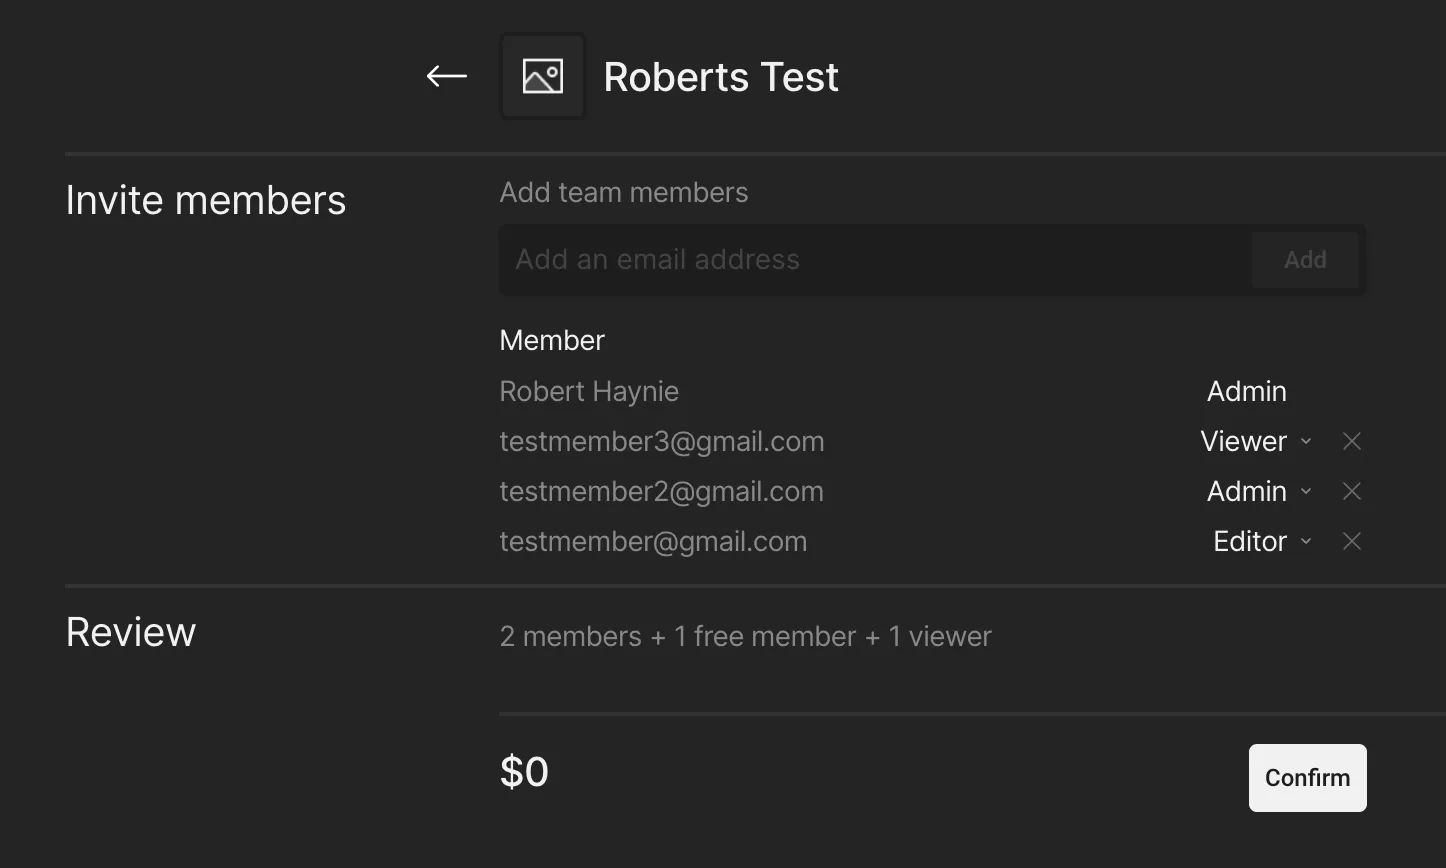 Roberts Test
Invite members
Add team members
Add an email address
Add
Member
Robert Haynie Admin
testmember3@gmail.com Viewer
testmember2@gmail.com Admin
testmember@gmail.com Editor
Review
2 members + 1 free member + 1 viewer
$0
Confirm